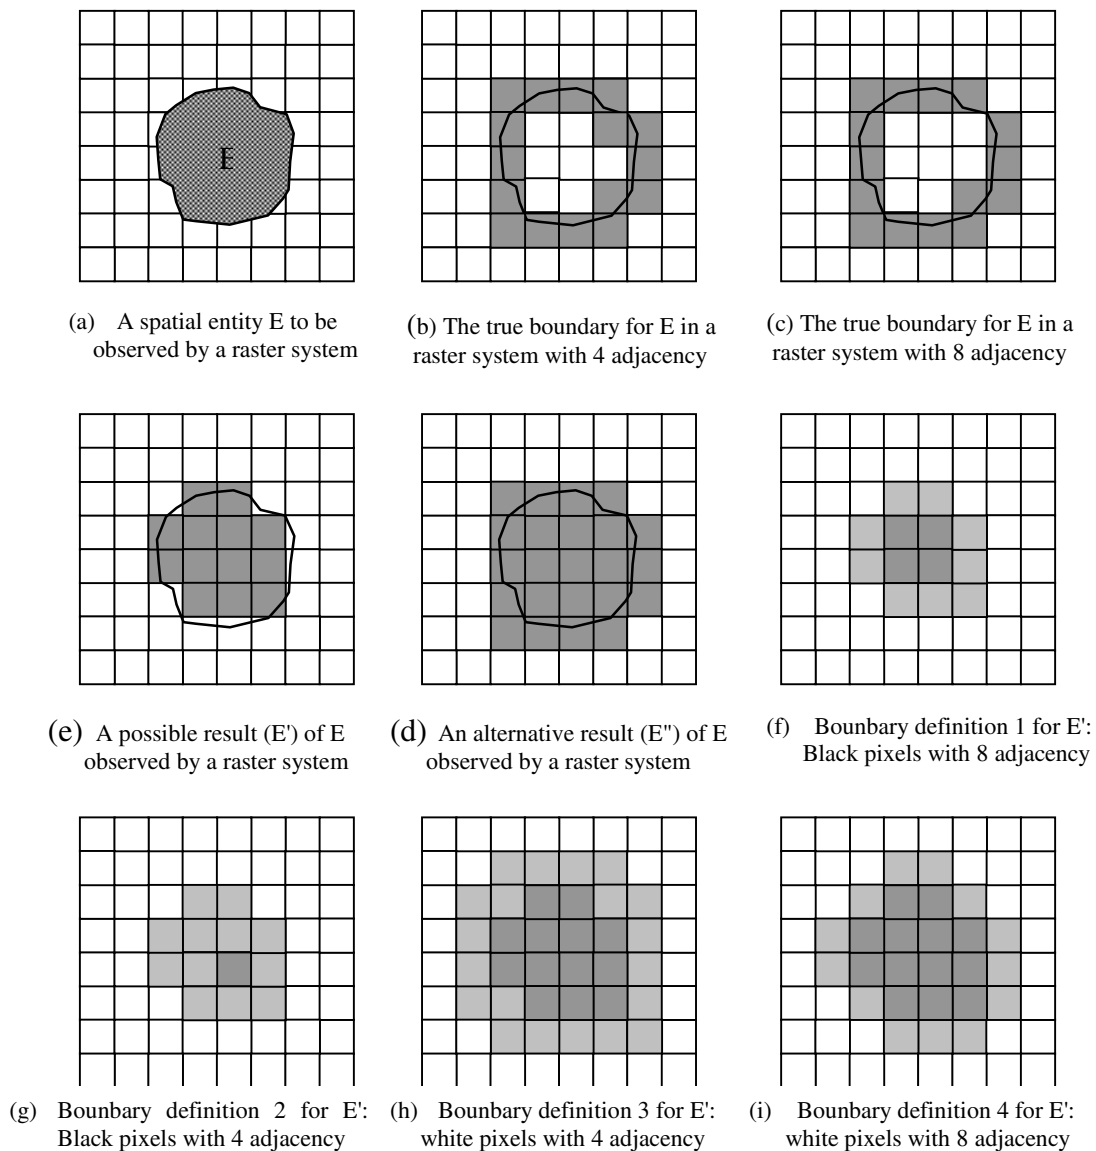 E
(a) A spatial entity E to be
observed by a raster system
(b) The true boundary for E in a
raster system with 4 adjacency
(c) The true boundary for E in a
raster system with 8 adjacency
(e) A possible result (E') of E
observed by a raster system
(d) An alternative result (E") of E
observed by a raster system
(f) Bounbary definition 1 for E':
Black pixels with 8 adjacency
(g) Bounbary definition 2 for E':
Black pixels with 4 adjacency
(h) Bounbary definition 3 for E':
white pixels with 4 adjacency
(i) Bounbary definition 4 for E':
white pixels with 8 adjacency